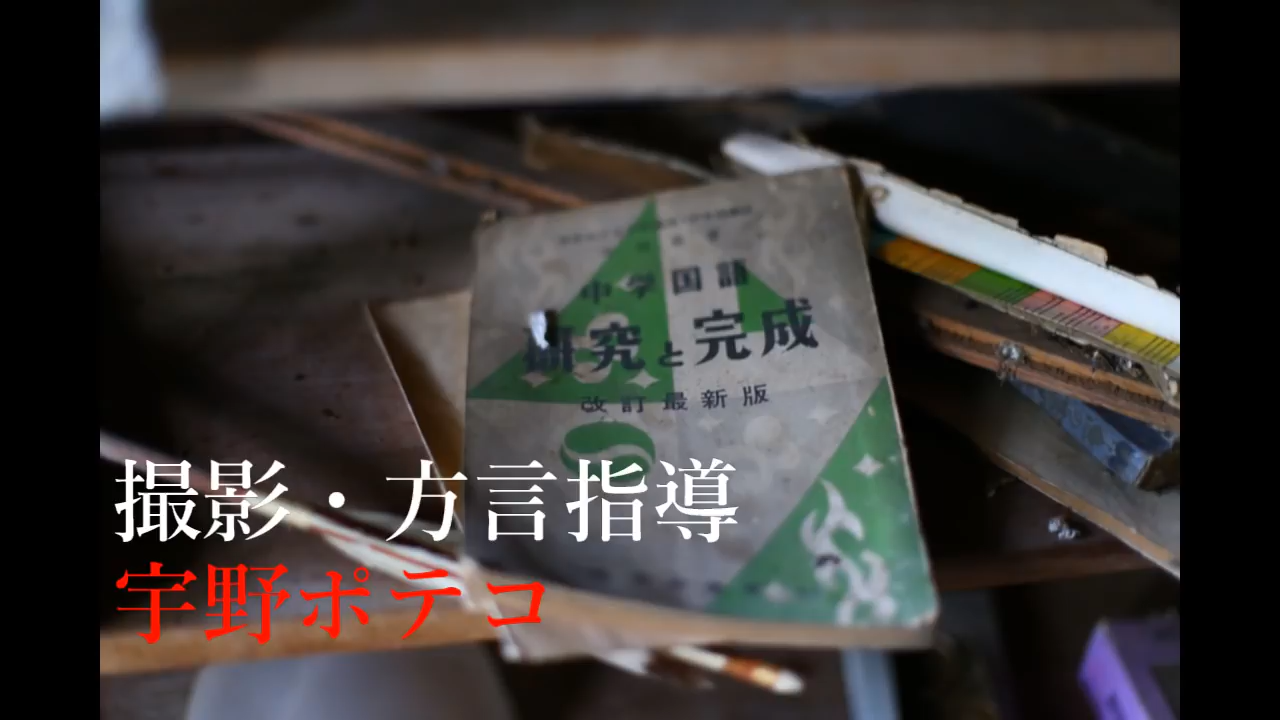 中学国語
研究と完成
改訂最新版
撮影・方言指導
宇野ポテコ